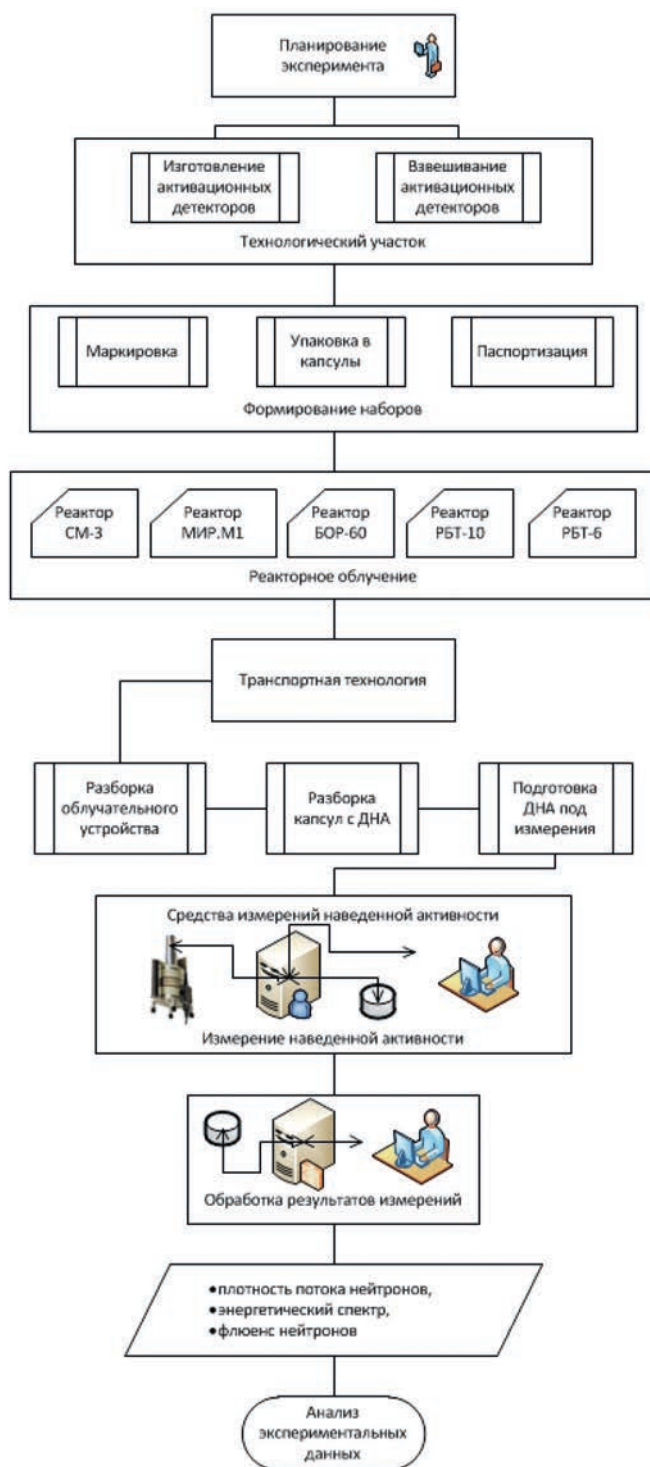 Планирование
эксперимента
Изготовление
активационных
детекторов
Взвешивание
активационных
детекторов
Технологический участок
Маркировка
Упаковка в
капсулы
Паспортизация
Формирование наборов
Реактор
СМ-3
Реактор
МИР.М1
Реактор
БОР-60
Реактор
РБТ-10
Реактор
РБТ-6
Реакторное облучение
Транспортная технология
Разборка
облучательного
устройства
Разборка
капсул с ДНА
Подготовка
ДНА под
измерения
Средства измерений наведенной активности
Измерение наведенной активности
Обработка результатов измерений
•плотность потока нейтронов,
•энергетический спектр,
•флюенс нейтронов
Анализ
экспериментальных
данных